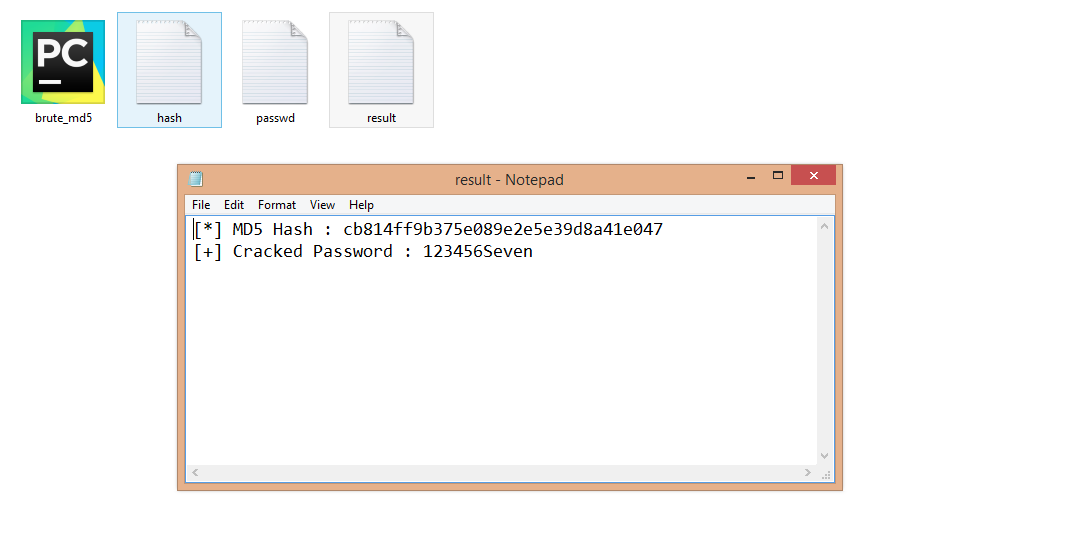 PC
brute_md5
hash
passwd
result
result - Notepad
File Edit Format View Help
[*] MD5 Hash : cb814ff9b375e089e2e5e39d8a41e047
[+] Cracked Password : 123456Seven